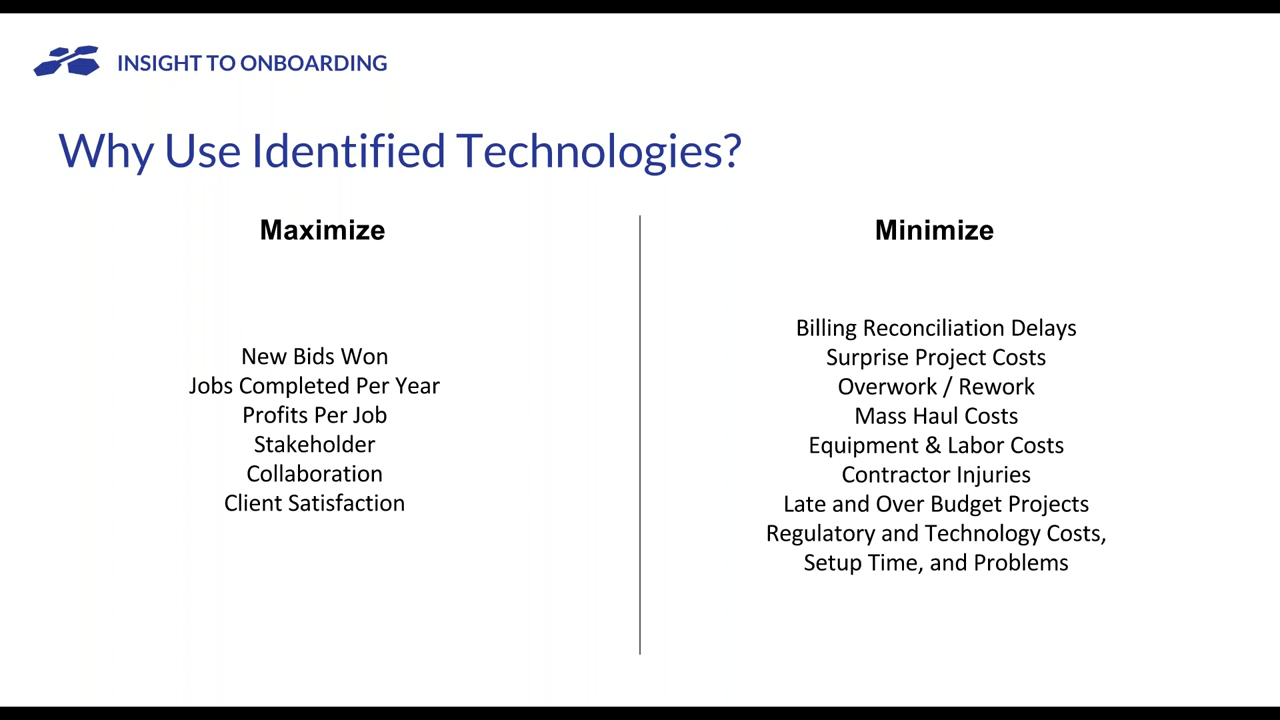 INSIGHT TO ONBOARDING
Why Use Identified Technologies?
Maximize
New Bids Won
Jobs Completed Per Year
Profits Per Job
Stakeholder
Collaboration
Client Satisfaction
Minimize
Billing Reconciliation Delays
Surprise Project Costs
Overwork / Rework
Mass Haul Costs
Equipment & Labor Costs
Contractor Injuries
Late and Over Budget Projects
Regulatory and Technology Costs,
Setup Time, and Problems